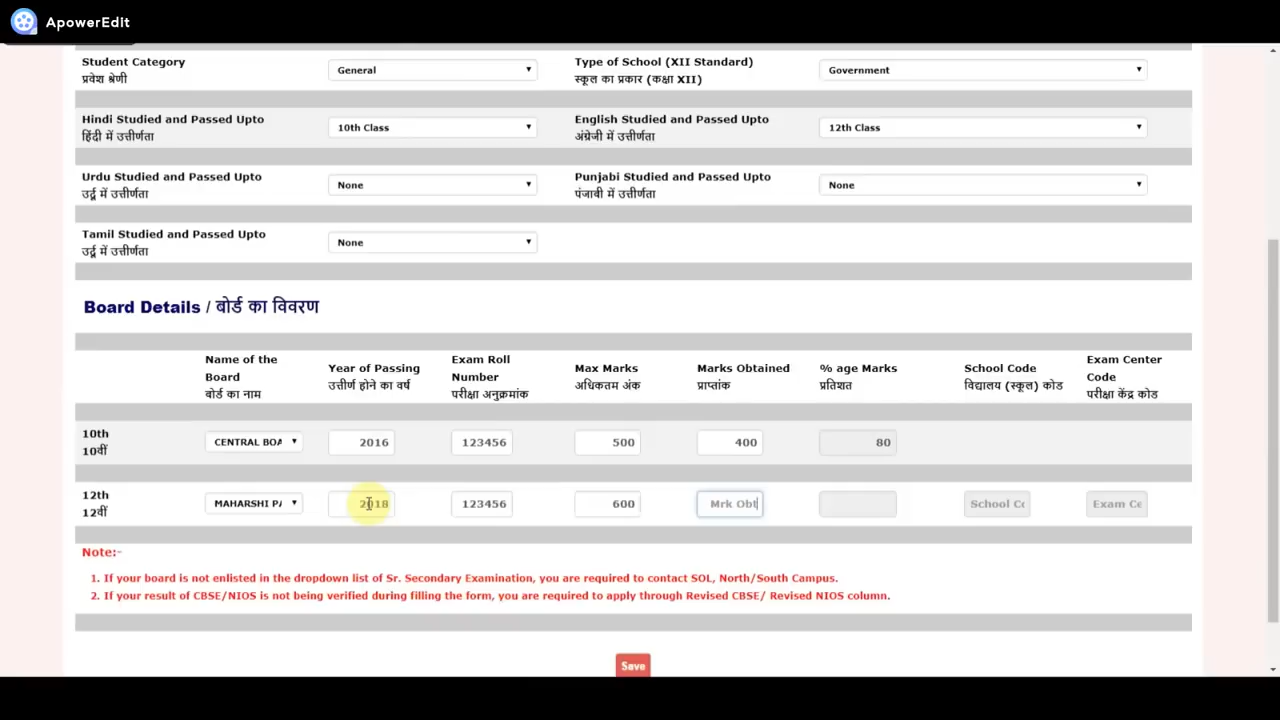 ApowerEdit
Student Category
प्रवेश श्रेणी
General
Type of School (XII Standard)
स्कूल का प्रकार (कक्षा XII)
Government
Hindi Studied and Passed Upto
हिंदी में उत्तीर्णता
10th Class
English Studied and Passed Upto
अंग्रेजी में उत्तीर्णता
12th Class
Urdu Studied and Passed Upto
उर्दू में उत्तीर्णता
None
Punjabi Studied and Passed Upto
पंजाबी में उत्तीर्णता
None
Tamil Studied and Passed Upto
उर्दू में उत्तीर्णता
None
Board Details / बोर्ड का विवरण
Name of the
Board
बोर्ड का नाम
Year of Passing
उत्तीर्ण होने का वर्ष
Exam Roll
Number
परीक्षा अनुक्रमांक
Max Marks
अधिकतम अंक
Marks Obtained
प्राप्तांक
% age Marks
प्रतिशत
School Code
विद्यालय (स्कूल) कोड
Exam Center
Code
परीक्षा केंद्र कोड
10th
10वीं
CENTRAL BOA
2016
123456
500
400
80
12th
12वीं
MAHARSHI PA
2018
123456
600
Mrk Obt
School Cc
Exam Ce
Note:-
1. If your board is not enlisted in the dropdown list of Sr. Secondary Examination, you are required to contact SOL, North/South Campus.
2. If your result of CBSE/NIOS is not being verified during filling the form, you are required to apply through Revised CBSE/ Revised NIOS column.
Save